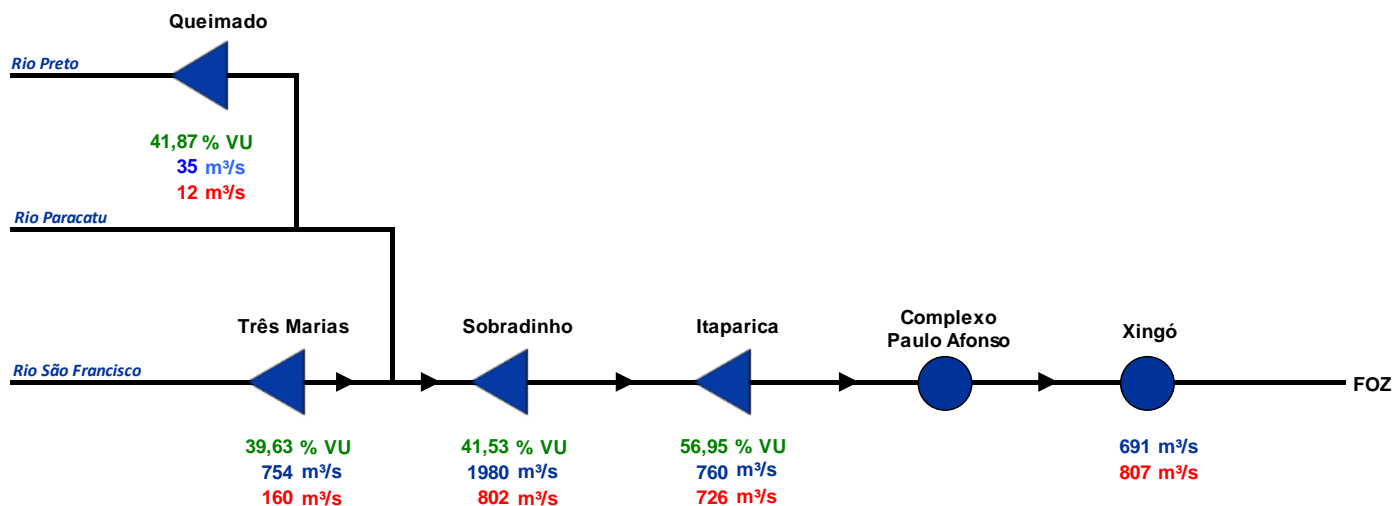 Queimado
Rio Preto
41,87 % VU
35 m³/s
12 m³/s
Rio Paracatu
Três Marias
Sobradinho
Itaparica
Complexo
Paulo Afonso
Xingó
Rio São Francisco
FOZ
39,63 % VU
754 m³/s
160 m³/s
41,53 % VU
1980 m³/s
802 m³/s
56,95 % VU
760 m³/s
726 m³/s
691 m³/s
807 m³/s